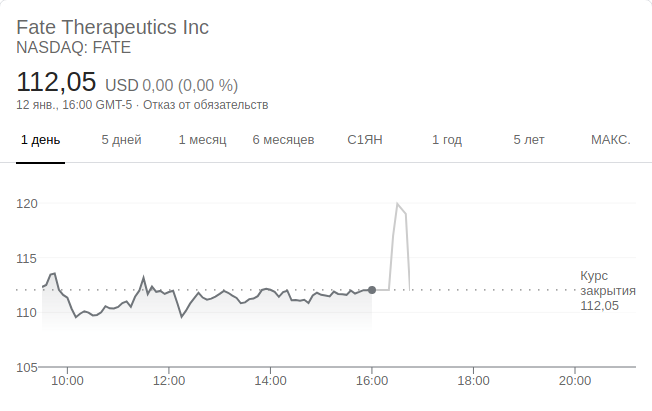 Fate Therapeutics Inc
NASDAQ: FATE
112,05 USD 0,00 (0,00 %)
12 янв., 16:00 GMT-5 · Отказ от обязательств
1 день 5 дней 1 месяц 6 месяцев С1ЯН 1 год 5 лет МАКС.
120
115
Курс
закрытия
112,05
110
105
10:00 12:00 14:00 16:00 18:00 20:00